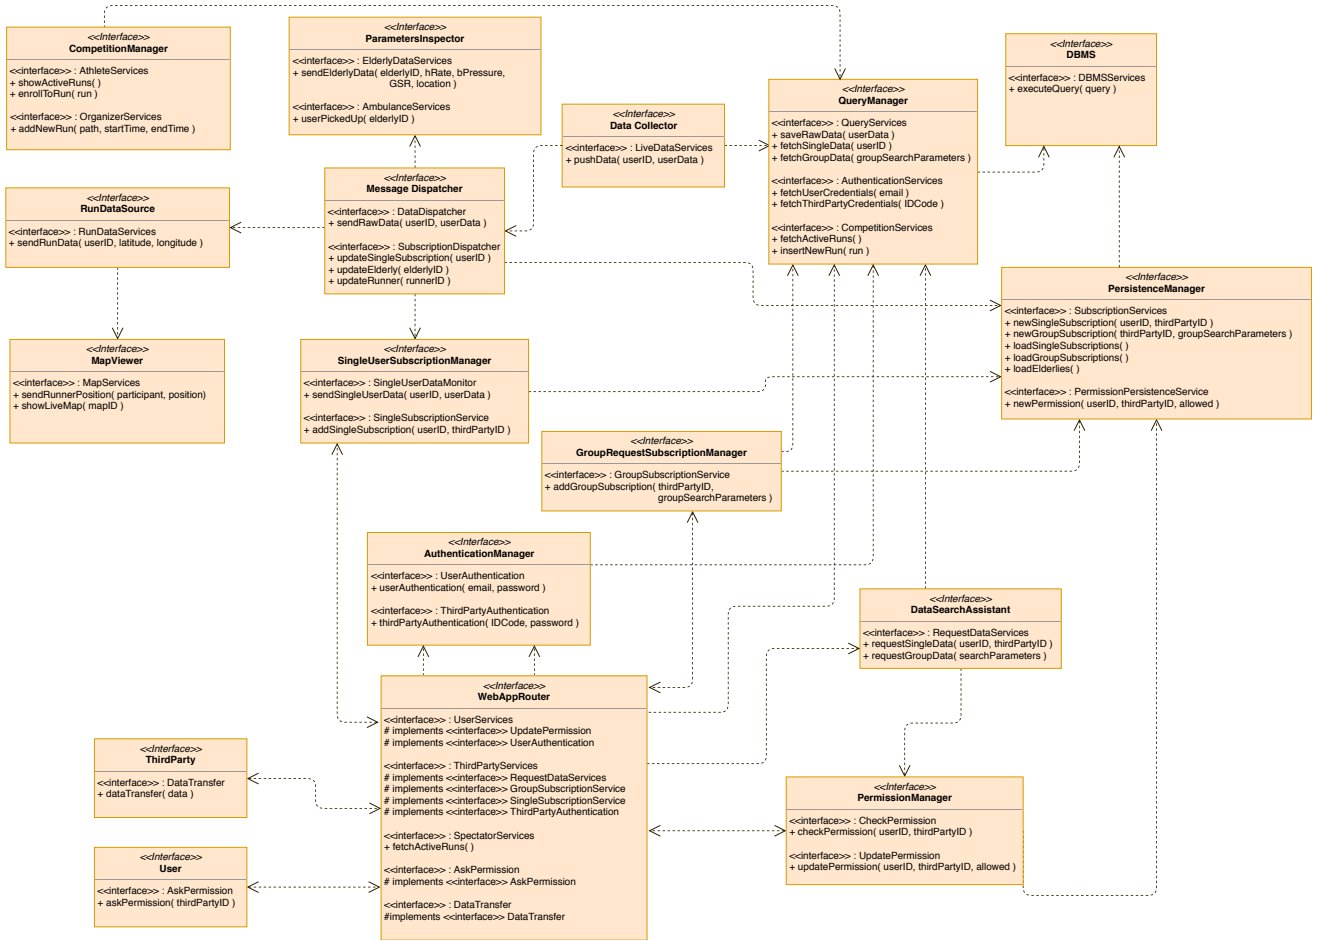 <<Interface>>
CompetitionManager
<<interface>> : AthleteServices
+ showActiveRuns( )
+ enrollToRun( run )
<<interface>> : OrganizerServices
+ addNewRun( path, startTime, endTime )
<<Interface>>
ParametersInspector
<<interface>> : ElderlyDataServices
+ sendElderlyData( elderlyID, hRate, bPressure,
GSR, location )
<<interface>> : AmbulanceServices
+ userPickedUp( elderlyID )
<<Interface>>
Data Collector
<<interface>> : LiveDataServices
+ pushData( userID, userData )
<<Interface>>
QueryManager
<<interface>> : QueryServices
+ saveRawData( userData )
+ fetchSingleData( userID )
+ fetchGroupData( groupSearchParameters )
<<interface>> : AuthenticationServices
+ fetchUserCredentials( email )
+ fetchThirdPartyCredentials( IDCode )
<<interface>> : CompetitionServices
+ fetchActiveRuns( )
+ insertNewRun( run )
<<Interface>>
DBMS
<<interface>> : DBMSServices
+ executeQuery( query )
<<Interface>>
RunDataSource
<<interface>> : RunDataServices
+ sendRunData( userID, latitude, longitude )
<<Interface>>
Message Dispatcher
<<interface>> : DataDispatcher
+ sendRawData( userID, userData )
<<interface>> : SubscriptionDispatcher
+ updateSingleSubscription( userID )
+ updateElderly( elderlyID )
+ updateRunner( runnerID )
<<Interface>>
PersistenceManager
<<interface>> : SubscriptionServices
+ newSingleSubscription( userID, thirdPartyID )
+ newGroupSubscription( thirdPartyID, groupSearchParameters )
+ loadSingleSubscriptions( )
+ loadGroupSubscriptions( )
+ loadElderlies( )
<<interface>> : PermissionPersistenceService
+ newPermission( userID, thirdPartyID, allowed )
<<Interface>>
MapViewer
<<interface>> : MapServices
+ sendRunnerPosition( participant, position)
+ showLiveMap( mapID )
<<Interface>>
SingleUserSubscriptionManager
<<interface>> : SingleUserDataMonitor
+ sendSingleUserData( userID, userData )
<<interface>> : SingleSubscriptionService
+ addSingleSubscription( userID, thirdPartyID )
<<Interface>>
GroupRequestSubscriptionManager
<<interface>> : GroupSubscriptionService
+ addGroupSubscription( thirdPartyID,
groupSearchParameters )
<<Interface>>
AuthenticationManager
<<interface>> : UserAuthentication
+ userAuthentication( email, password )
<<interface>> : ThirdPartyAuthentication
+ thirdPartyAuthentication( IDCode, password )
<<Interface>>
DataSearchAssistant
<<interface>> : RequestDataServices
+ requestSingleData( userID, thirdPartyID )
+ requestGroupData( searchParameters )
<<Interface>>
WebAppRouter
<<interface>> : UserServices
# implements <<interface>> UpdatePermission
# implements <<interface>> UserAuthentication
<<interface>> : ThirdPartyServices
# implements <<interface>> RequestDataServices
# implements <<interface>> GroupSubscriptionService
# implements <<interface>> SingleSubscriptionService
# implements <<interface>> ThirdPartyAuthentication
<<interface>> : SpectatorServices
+ fetchActiveRuns( )
<<interface>> : AskPermission
# implements <<interface>> AskPermission
<<interface>> : DataTransfer
#implements <<interface>> DataTransfer
<<Interface>>
ThirdParty
<<interface>> : DataTransfer
+ dataTransfer( data )
<<Interface>>
User
<<interface>> : AskPermission
+ askPermission( thirdPartyID )
<<Interface>>
PermissionManager
<<interface>> : CheckPermission
+ checkPermission( userID, thirdPartyID )
<<interface>> : UpdatePermission
+ updatePermission( userID, thirdPartyID, allowed )